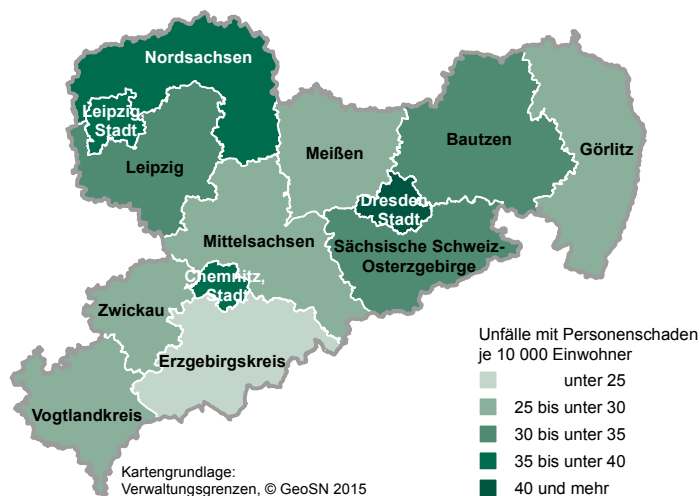 Nordsachsen
Leipzig,
Stadt
Leipzig
Meißen
Bautzen
Görlitz
Dresden,
Stadt
Mittelsachsen
Sächsische Schweiz-
Osterzgebirge
Chemnitz,
Stadt
Zwickau
Erzgebirgskreis
Vogtlandkreis
Unfälle mit Personenschaden
je 10 000 Einwohner
unter 25
25 bis unter 30
30 bis unter 35
35 bis unter 40
40 und mehr
Kartengrundlage:
Verwaltungsgrenzen, © GeoSN 2015